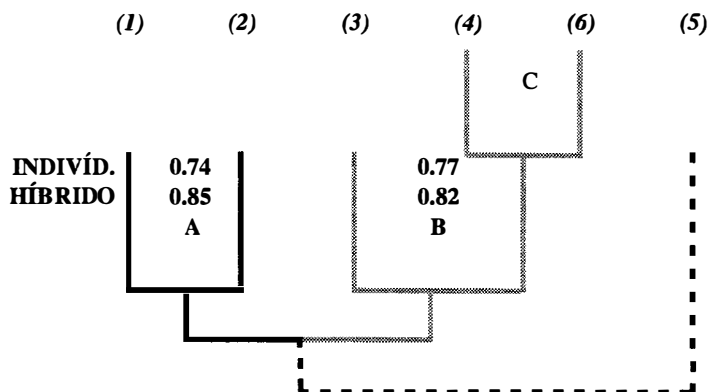 (1) (2) (3) (4) (6) (5)
C
INDIVÍD. 0.74 0.77
HÍBRIDO 0.85 0.82
A B